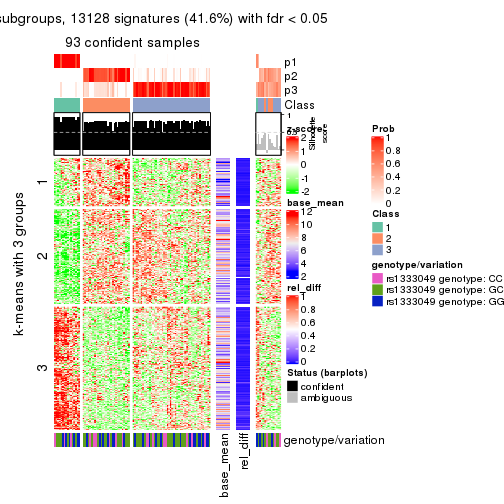 subgroups, 13128 signatures (41.6%) with fdr < 0.05
93 confident samples
p1
p2
p3
Class
1
0.5
0
Silhouette
score
k-means with 3 groups
1
2
3
z-score
2
1
0
-1
-2
base_mean
12
10
8
6
4
2
rel_diff
1
0.8
0.6
0.4
0.2
0
Status (barplots)
confident
ambiguous
Prob
1
0.8
0.6
0.4
0.2
0
Class
1
2
3
genotype/variation
rs1333049 genotype: CC
rs1333049 genotype: GC
rs1333049 genotype: GG
genotype/variation
base_mean
rel_diff